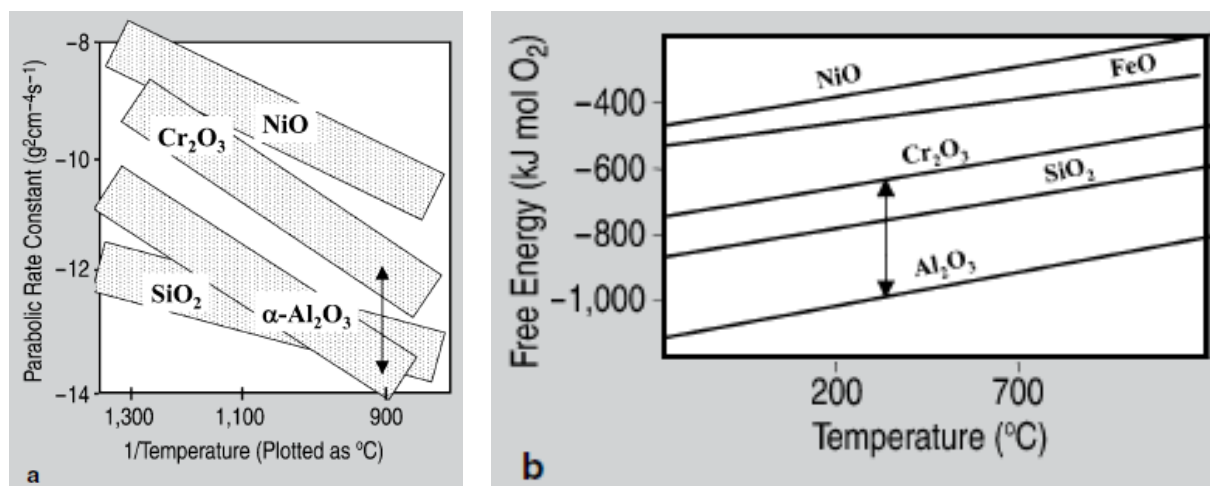 Parabolic Rate Constant (g²cm−4s−1)
−8
−10
−12
−14
NiO
Cr₂O₃
SiO₂
α-Al₂O₃
1,300
1,100
900
1/Temperature (Plotted as ºC)
a
Free Energy (kJ mol O₂)
−400
−600
−800
−1,000
NiO
FeO
Cr₂O₃
SiO₂
Al₂O₃
200
700
Temperature (ºC)
b